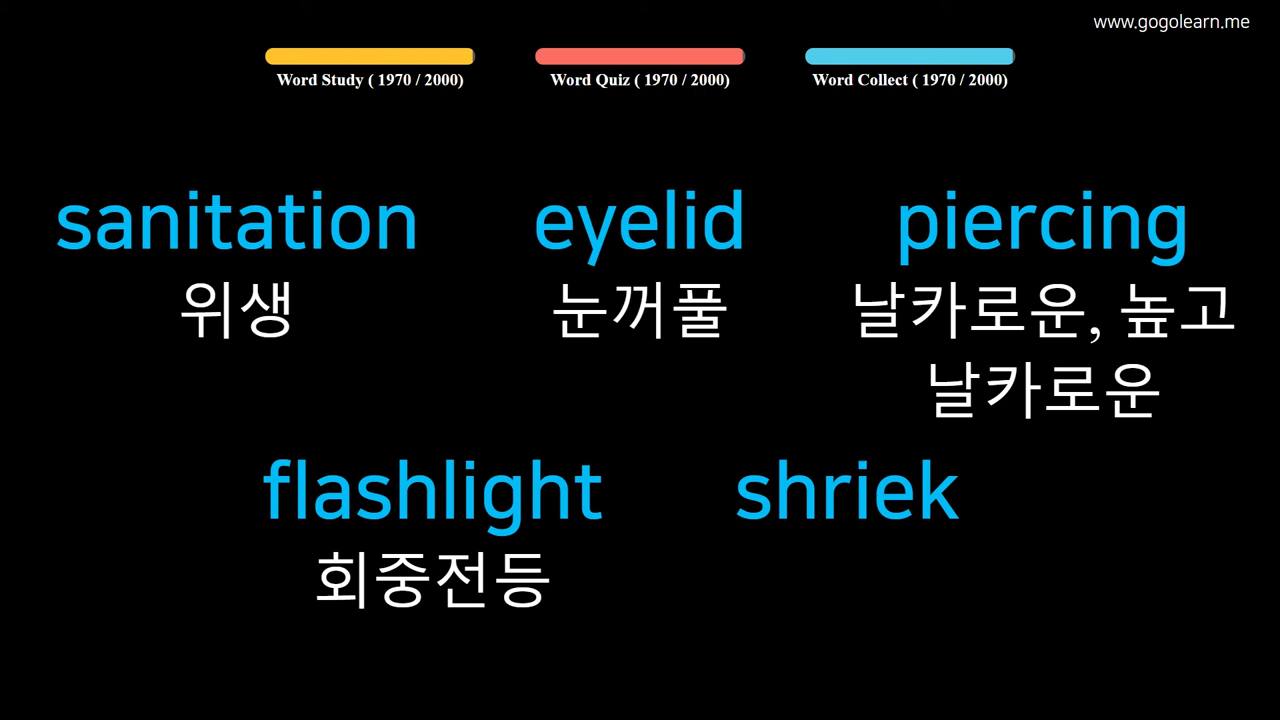 www.gogolearn.me
Word Study ( 1970 / 2000)
Word Quiz ( 1970 / 2000)
Word Collect ( 1970 / 2000)
sanitation
위생
eyelid
눈꺼풀
piercing
날카로운, 높고
날카로운
flashlight
회중전등
shriek